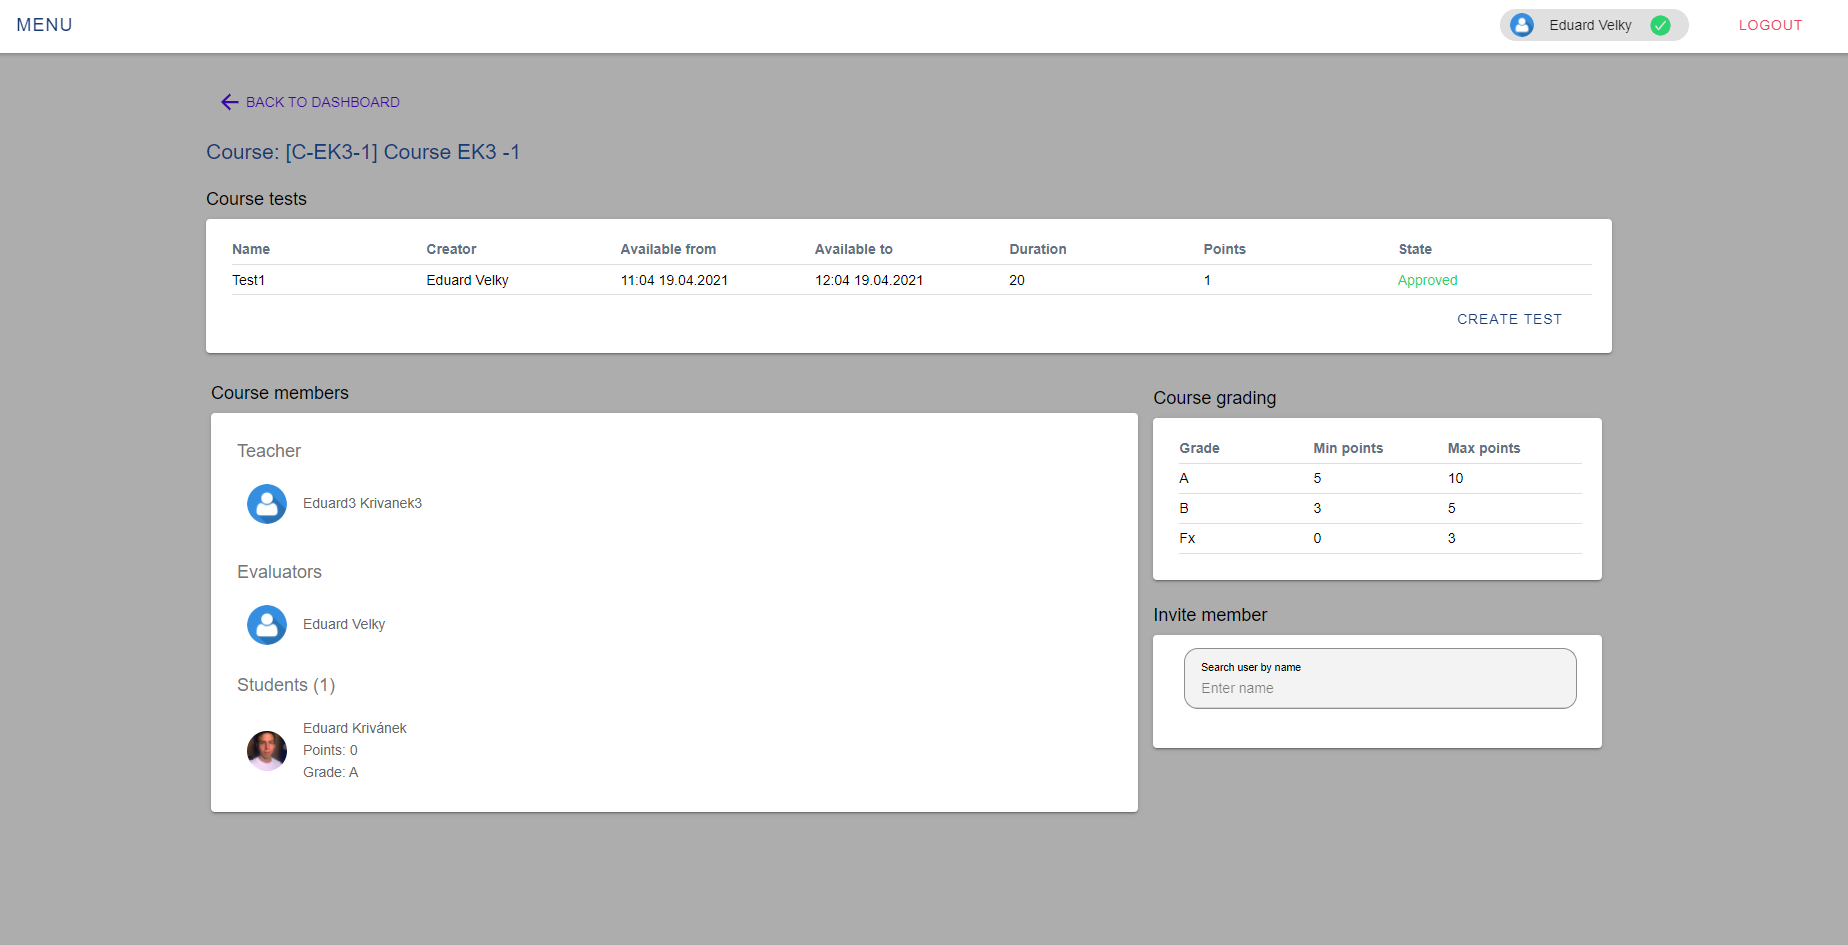 MENU
Eduard Velky
LOGOUT
BACK TO DASHBOARD
Course: [C-EK3-1] Course EK3 -1
Course tests
Name Creator Available from Available to Duration Points State
Test1 Eduard Velky 11:04 19.04.2021 12:04 19.04.2021 20 1 Approved
CREATE TEST
Course members
Teacher
Eduard3 Krivanek3
Evaluators
Eduard Velky
Students (1)
Eduard Krivánek
Points: 0
Grade: A
Course grading
Grade Min points Max points
A 5 10
B 3 5
Fx 0 3
Invite member
Search user by name
Enter name